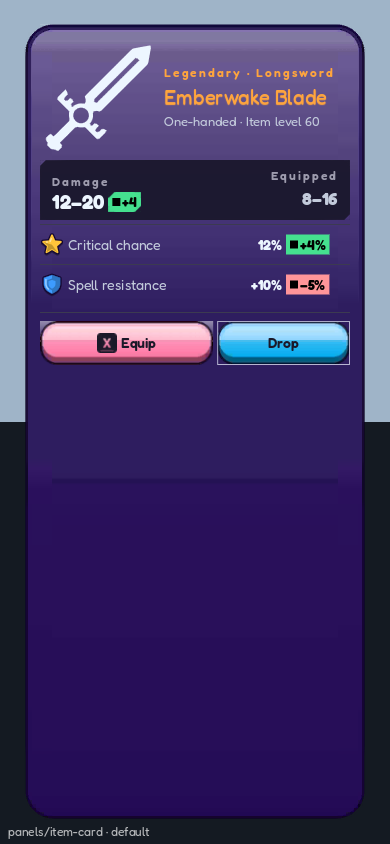 Legendary · Longsword
Emberwake Blade
One-handed · Item level 60
Damage
Equipped
12–20 +4
8–16
Critical chance 12% +4%
Spell resistance +10% −5%
X Equip
Drop
panels/item-card · default